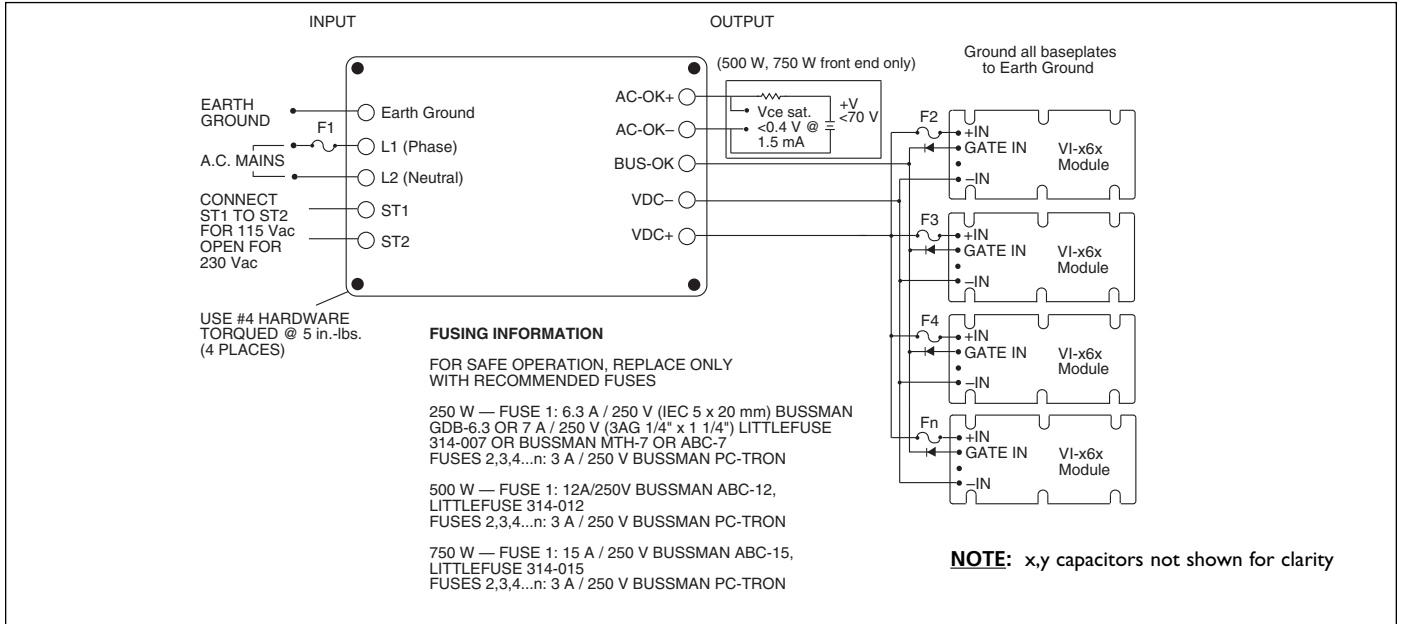 INPUT
OUTPUT
EARTH
GROUND
F1
A.C. MAINS
CONNECT
ST1 TO ST2
FOR 115 Vac
OPEN FOR
230 Vac
USE #4 HARDWARE
TORQUED @ 5 in.-lbs.
(4 PLACES)
Earth Ground
L1 (Phase)
L2 (Neutral)
ST1
ST2
AC-OK+
AC-OK–
BUS-OK
VDC–
VDC+
(500 W, 750 W front end only)
Vce sat.
<0.4 V @
1.5 mA
+V
<70 V
Ground all baseplates
to Earth Ground
F2
+IN
GATE IN
–IN
VI-x6x
Module
F3
+IN
GATE IN
–IN
VI-x6x
Module
F4
+IN
GATE IN
–IN
VI-x6x
Module
Fn
+IN
GATE IN
–IN
VI-x6x
Module
FUSING INFORMATION
FOR SAFE OPERATION, REPLACE ONLY
WITH RECOMMENDED FUSES
250 W — FUSE 1: 6.3 A / 250 V (IEC 5 x 20 mm) BUSSMAN
GDB-6.3 OR 7 A / 250 V (3AG 1/4" x 1 1/4") LITTLEFUSE
314-007 OR BUSSMAN MTH-7 OR ABC-7
FUSES 2,3,4...n: 3 A / 250 V BUSSMAN PC-TRON
500 W — FUSE 1: 12A/250V BUSSMAN ABC-12,
LITTLEFUSE 314-012
FUSES 2,3,4...n: 3 A / 250 V BUSSMAN PC-TRON
750 W — FUSE 1: 15 A / 250 V BUSSMAN ABC-15,
LITTLEFUSE 314-015
FUSES 2,3,4...n: 3 A / 250 V BUSSMAN PC-TRON
NOTE: x,y capacitors not shown for clarity